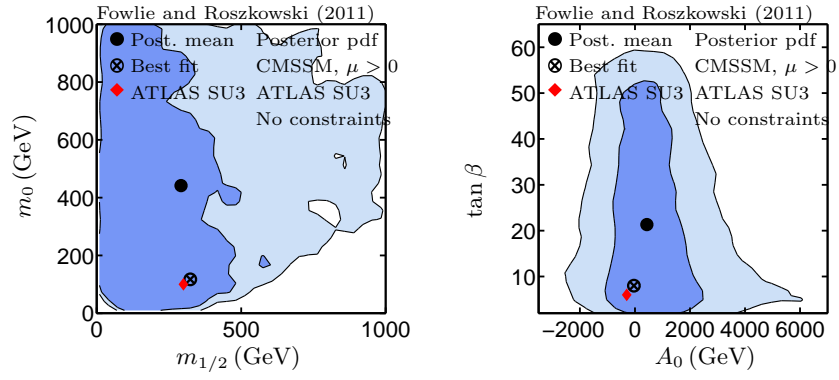 Fowlie and Roszkowski (2011)
Post. mean Posterior pdf
Best fit CMSSM, μ > 0
ATLAS SU3 ATLAS SU3
No constraints
1000
800
600
400
200
0
m₀ (GeV)
0 500 1000
m₁/₂ (GeV)
Fowlie and Roszkowski (2011)
Post. mean Posterior pdf
Best fit CMSSM, μ > 0
ATLAS SU3 ATLAS SU3
No constraints
60
50
40
30
20
10
tan β
−2000 0 2000 4000 6000
A₀ (GeV)